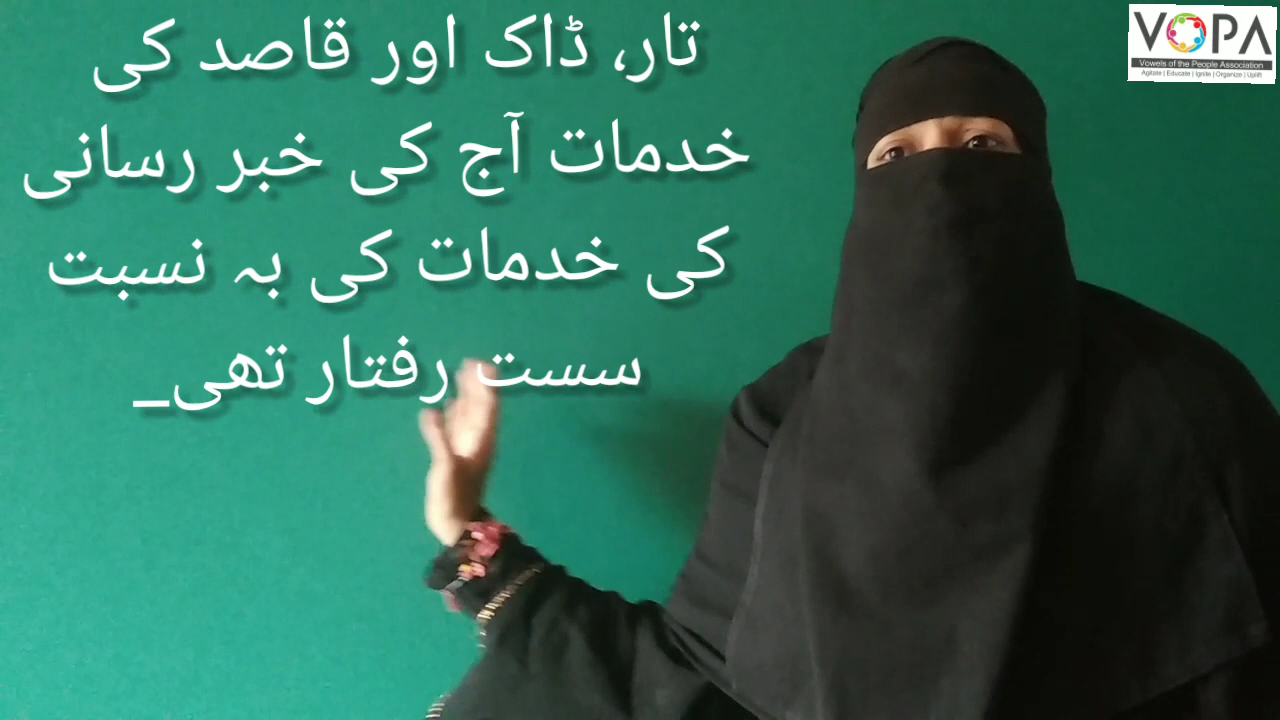 تار، ڈاک اور قاصد کی
خدمات آج کی خبر رسانی
کی خدمات کی بہ نسبت
سست رفتار تھی_
VOPA
Vowels of the People Association
Agitate | Educate | Ignite | Organize | Uplift